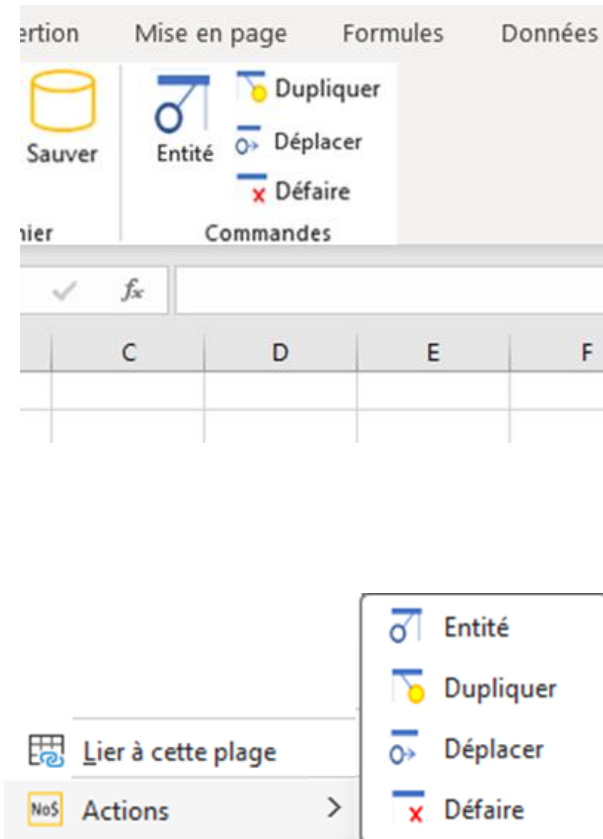 ertion Mise en page Formules Données
Dupliquer
Déplacer
Sauver Entité
Défaire
nier Commandes
fx
C D E F
Entité
Dupliquer
Lier à cette plage
Déplacer
No$ Actions
Défaire